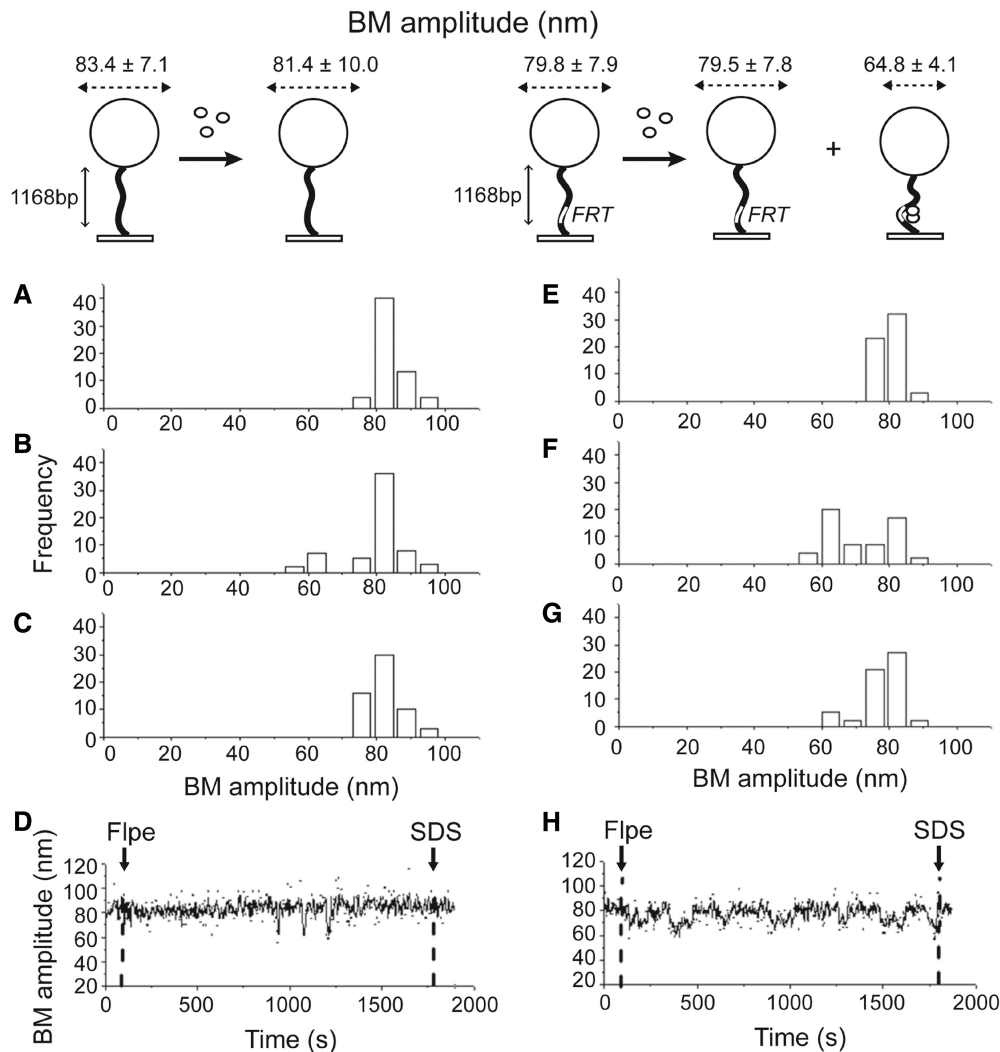 BM amplitude (nm)
83.4 ± 7.1
81.4 ± 10.0
79.8 ± 7.9
79.5 ± 7.8
64.8 ± 4.1
1168bp
1168bp
FRT
FRT
+
A
40
30
20
10
0
0 20 40 60 80 100
B
Frequency
40
30
20
10
0
0 20 40 60 80 100
C
40
30
20
10
0
0 20 40 60 80 100
BM amplitude (nm)
D
BM amplitude (nm)
Flpe
SDS
120
100
80
60
40
20
0 500 1000 1500 2000
Time (s)
E
40
30
20
10
0
0 20 40 60 80 100
F
40
30
20
10
0
0 20 40 60 80 100
G
40
30
20
10
0
0 20 40 60 80 100
BM amplitude (nm)
H
Flpe
SDS
120
100
80
60
40
20
0 500 1000 1500 2000
Time (s)